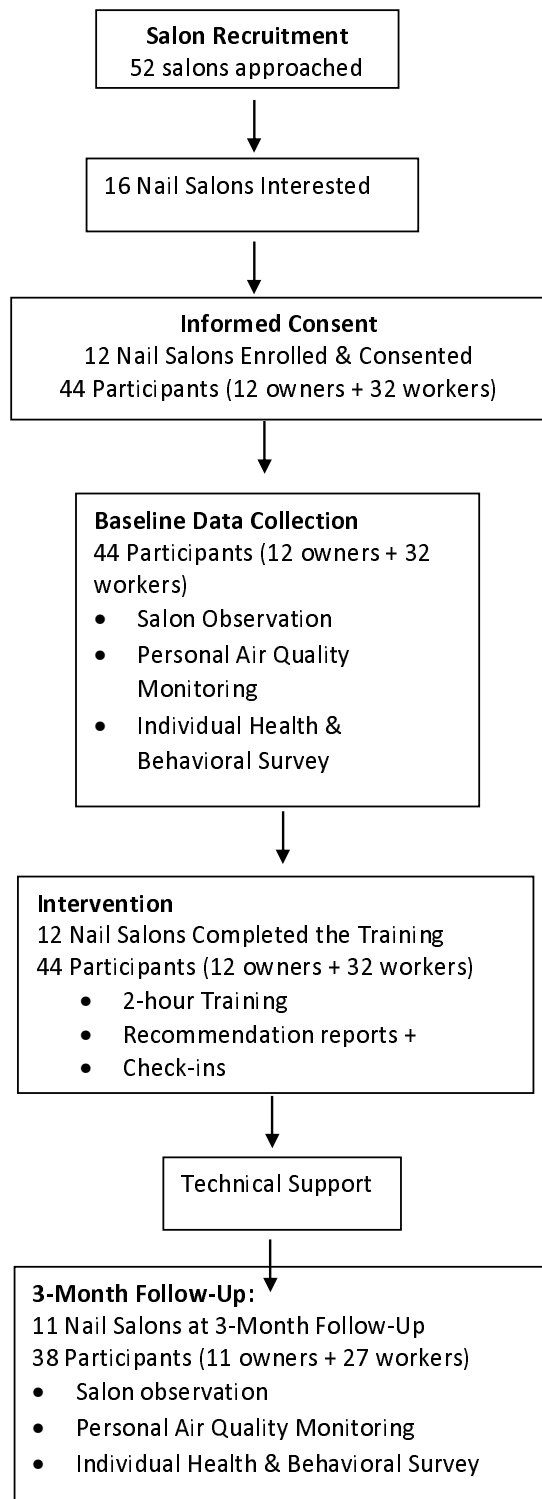 Salon Recruitment
52 salons approached
16 Nail Salons Interested
Informed Consent
12 Nail Salons Enrolled & Consented
44 Participants (12 owners + 32 workers)
Baseline Data Collection
44 Participants (12 owners + 32
workers)
• Salon Observation
• Personal Air Quality
Monitoring
• Individual Health &
Behavioral Survey
Intervention
12 Nail Salons Completed the Training
44 Participants (12 owners + 32 workers)
• 2-hour Training
• Recommendation reports +
• Check-ins
Technical Support
3-Month Follow-Up:
11 Nail Salons at 3-Month Follow-Up
38 Participants (11 owners + 27 workers)
• Salon observation
• Personal Air Quality Monitoring
• Individual Health & Behavioral Survey